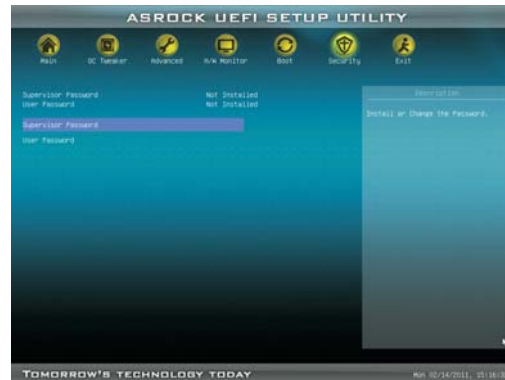 ASROCK UEFI SETUP UTILITY
Main OC Tweaker Advanced H/W Monitor Boot Security Exit
Supervisor Password Not Installed
User Password Not Installed
Supervisor Password
User Password
Description
Install or Change the Password.
TOMORROW'S TECHNOLOGY TODAY
Mon 02/14/2011,